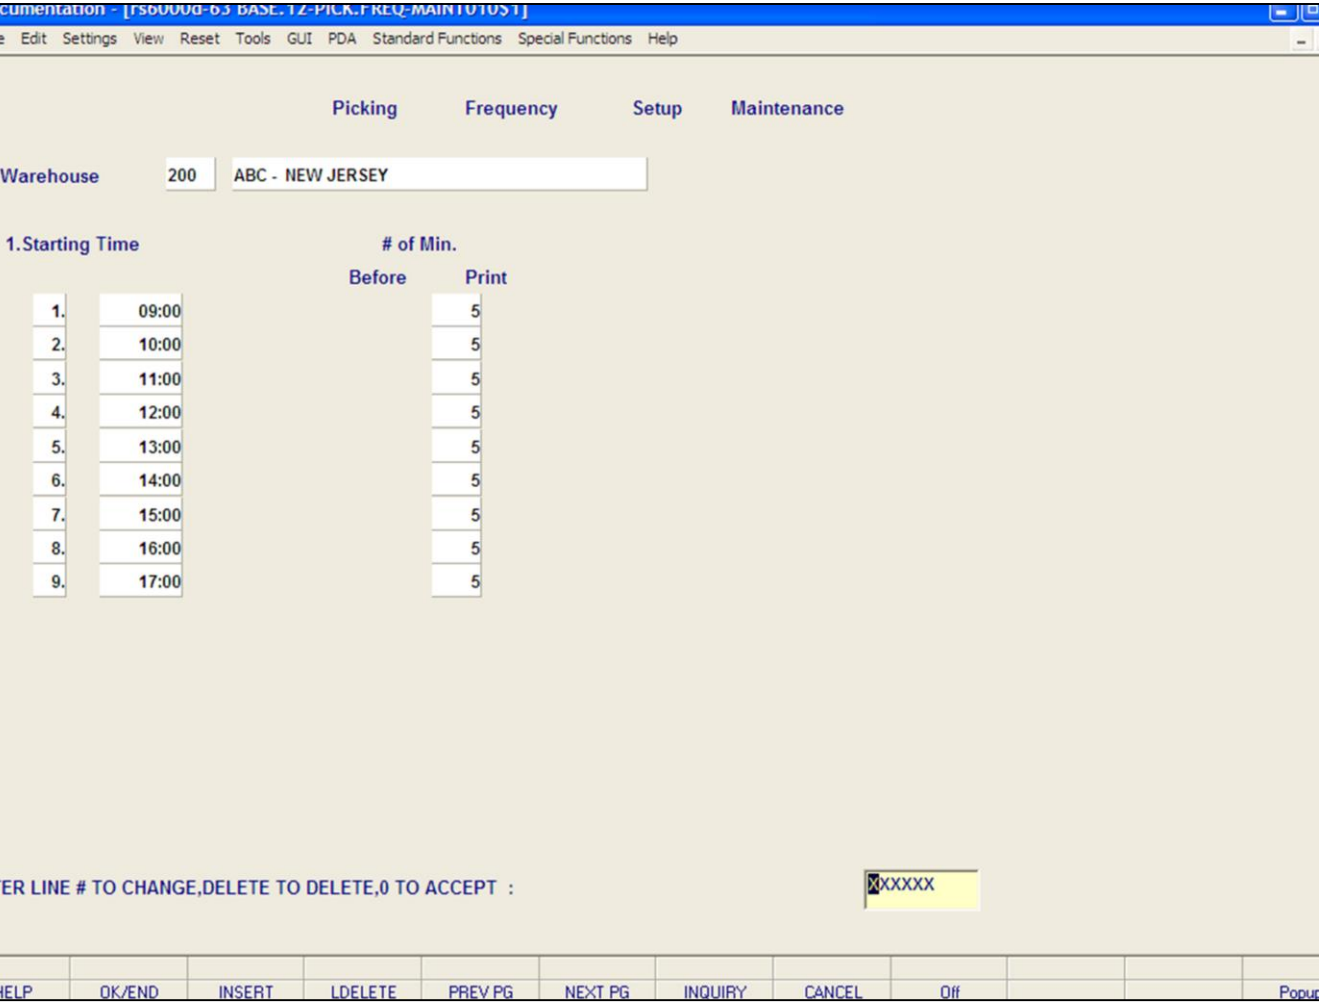 cumentation - [rs6000d-63 BASE.12-PICK.FREQ-MAINT010$1]
e Edit Settings View Reset Tools GUI PDA Standard Functions Special Functions Help
Picking Frequency Setup Maintenance
Warehouse 200 ABC - NEW JERSEY
1.Starting Time # of Min.
Before Print
1. 09:00 5
2. 10:00 5
3. 11:00 5
4. 12:00 5
5. 13:00 5
6. 14:00 5
7. 15:00 5
8. 16:00 5
9. 17:00 5
TER LINE # TO CHANGE,DELETE TO DELETE,0 TO ACCEPT : XXXXXX
HELP OK/END INSERT LDELETE PREV PG NEXT PG INQUIRY CANCEL Off Popup